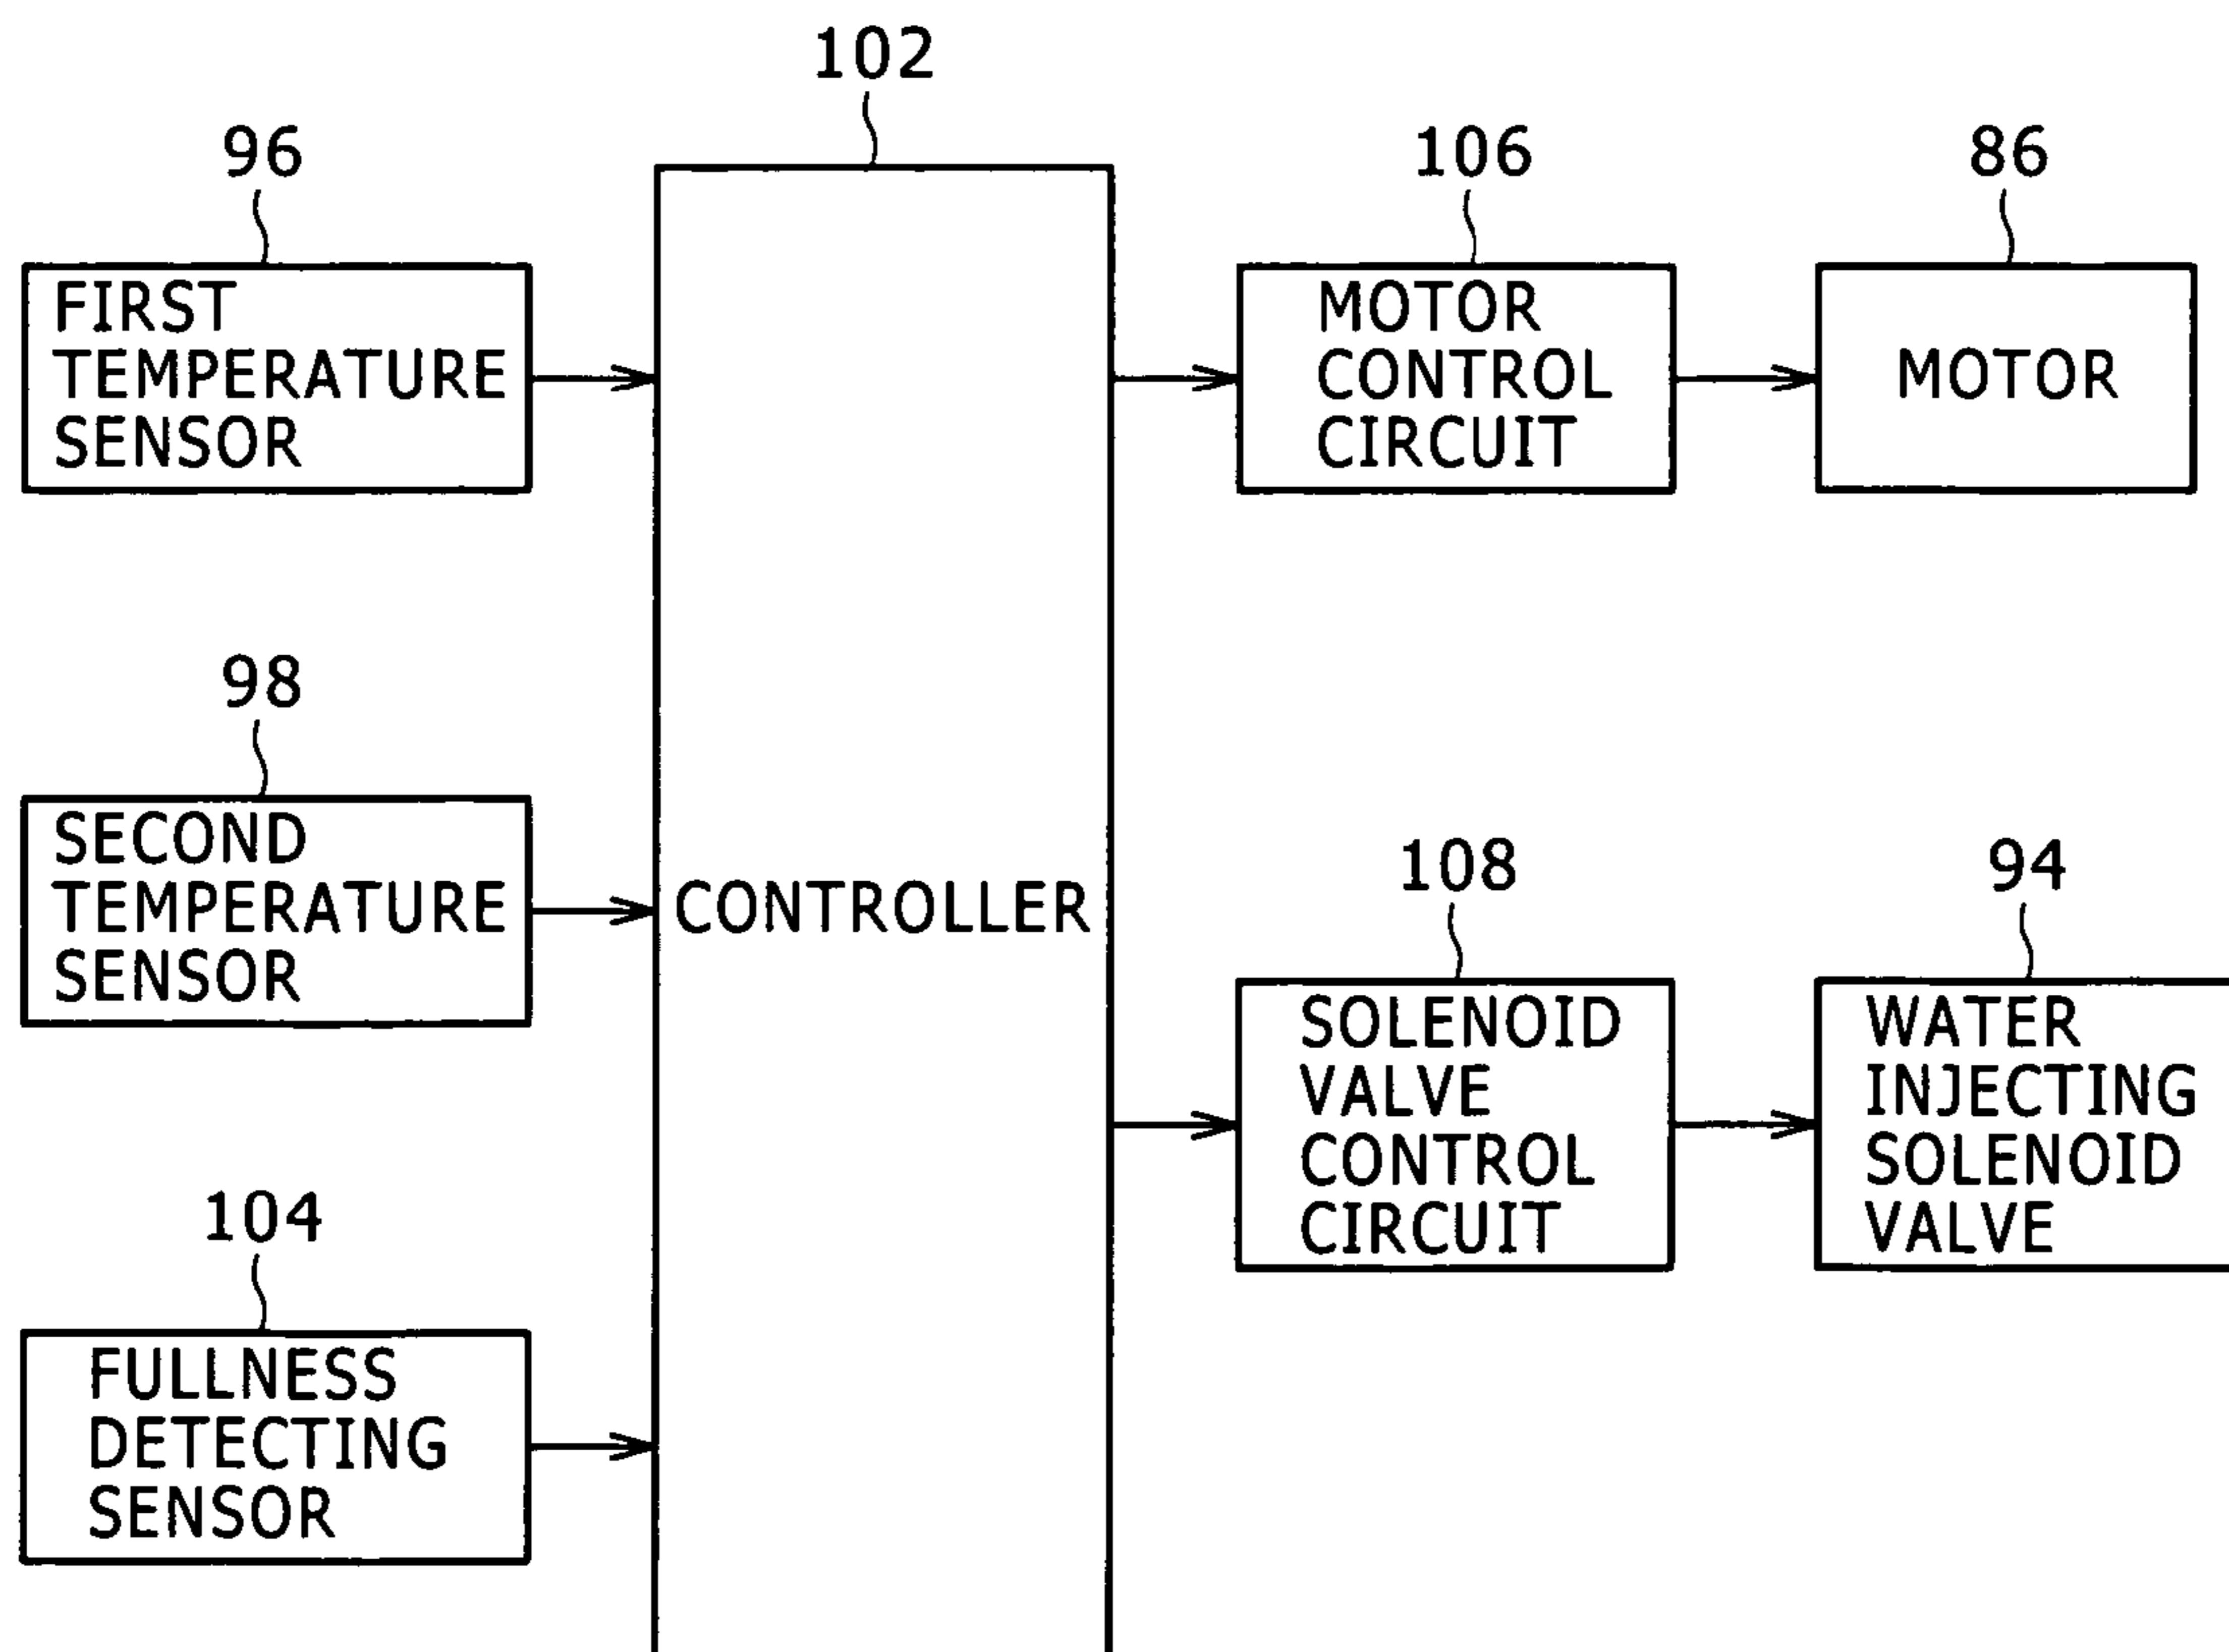 102
96
FIRST
TEMPERATURE
SENSOR
106
MOTOR
CONTROL
CIRCUIT
86
MOTOR
98
SECOND
TEMPERATURE
SENSOR
CONTROLLER
108
SOLENOID
VALVE
CONTROL
CIRCUIT
94
WATER
INJECTING
SOLENOID
VALVE
104
FULLNESS
DETECTING
SENSOR